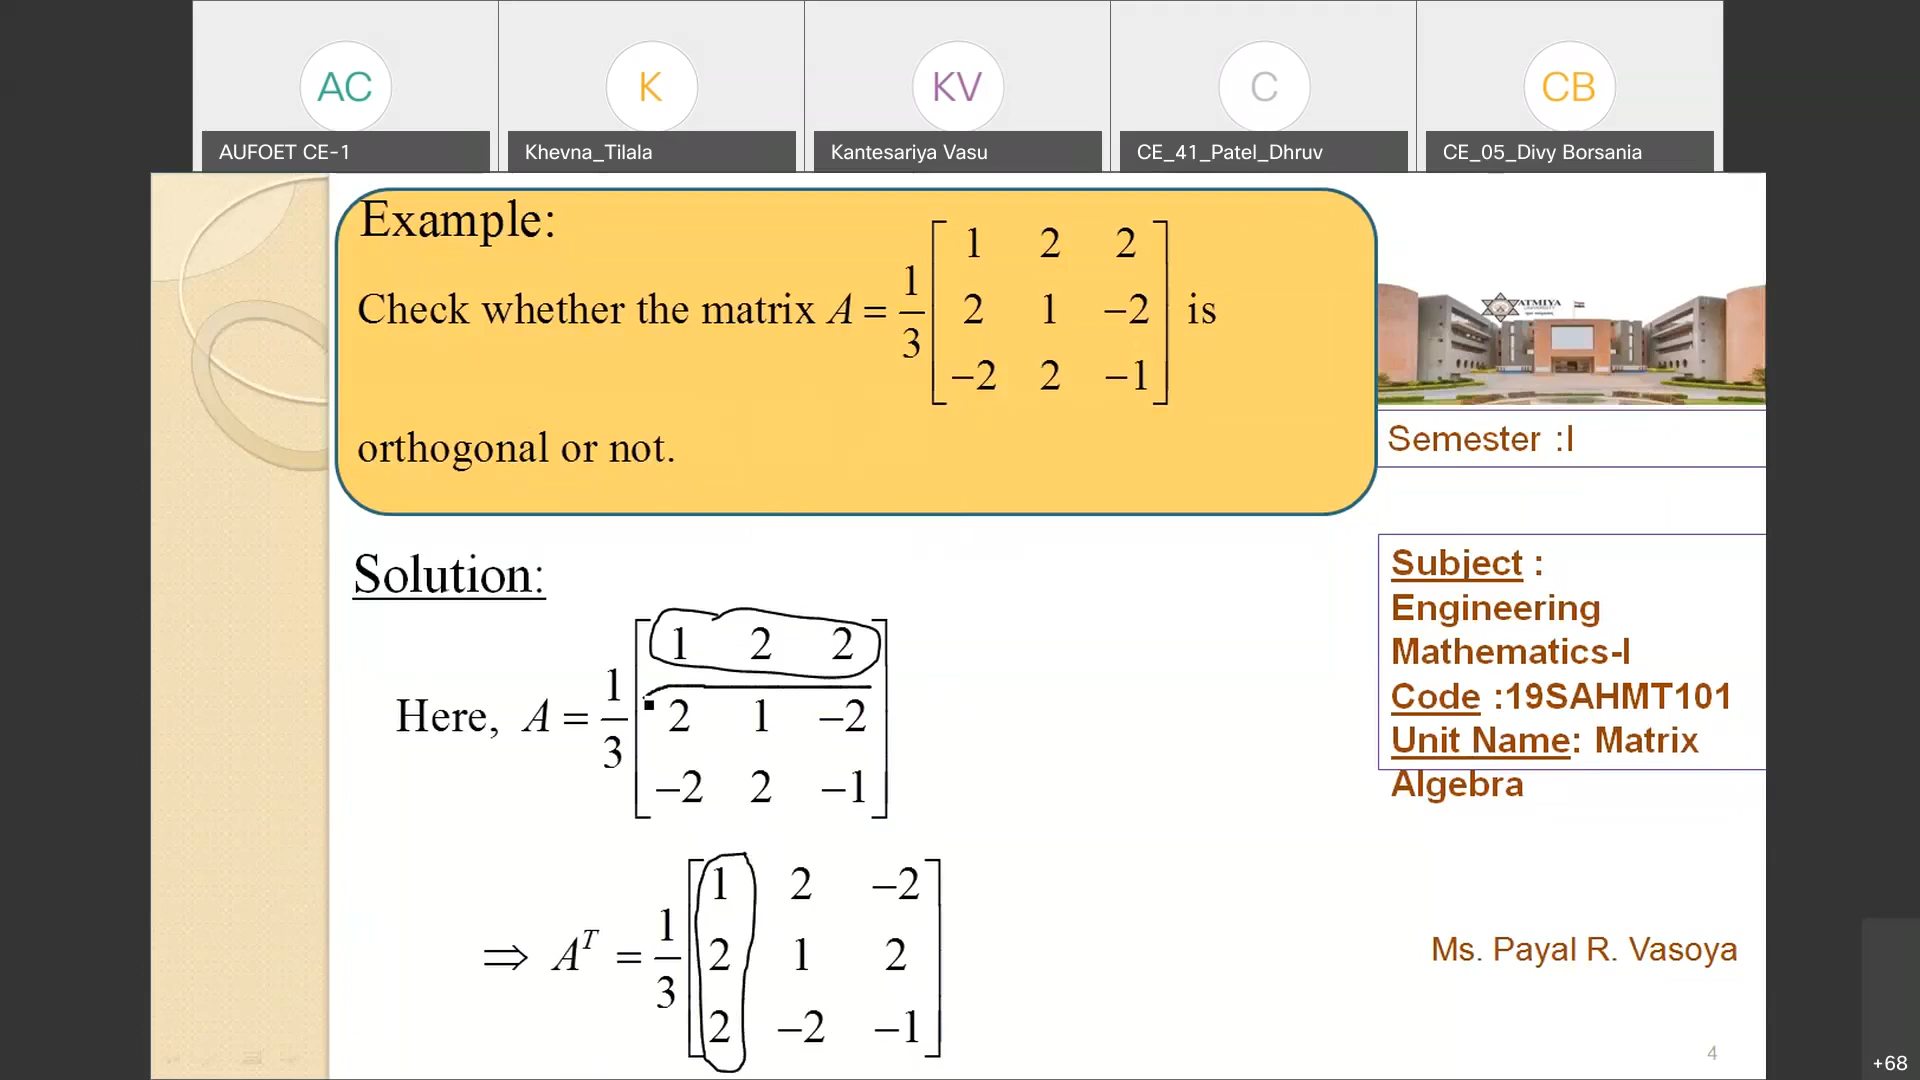 AC K KV C CB
AUFOET CE-1 Khevna_Tilala Kantesariya Vasu CE_41_Patel_Dhruv CE_05_Divy Borsania
Example:
1 2 2
Check whether the matrix A = 1/3 2 1 −2 is
−2 2 −1
orthogonal or not.
ATMIYA
Semester :I
Solution:
1 2 2
Here, A = 1/3 2 1 −2
−2 2 −1
1 2 −2
⇒ A^T = 1/3 2 1 2
2 −2 −1
Subject :
Engineering
Mathematics-I
Code :19SAHMT101
Unit Name: Matrix
Algebra
Ms. Payal R. Vasoya
4
+68